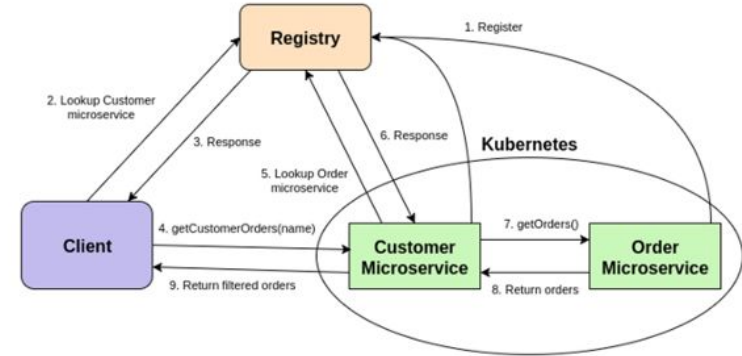 1. Register
Registry
2. Lookup Customer
microservice
3. Response
6. Response
5. Lookup Order
microservice
Kubernetes
Client
4. getCustomerOrders(name)
Customer
Microservice
7. getOrders()
Order
Microservice
8. Return orders
9. Return filtered orders